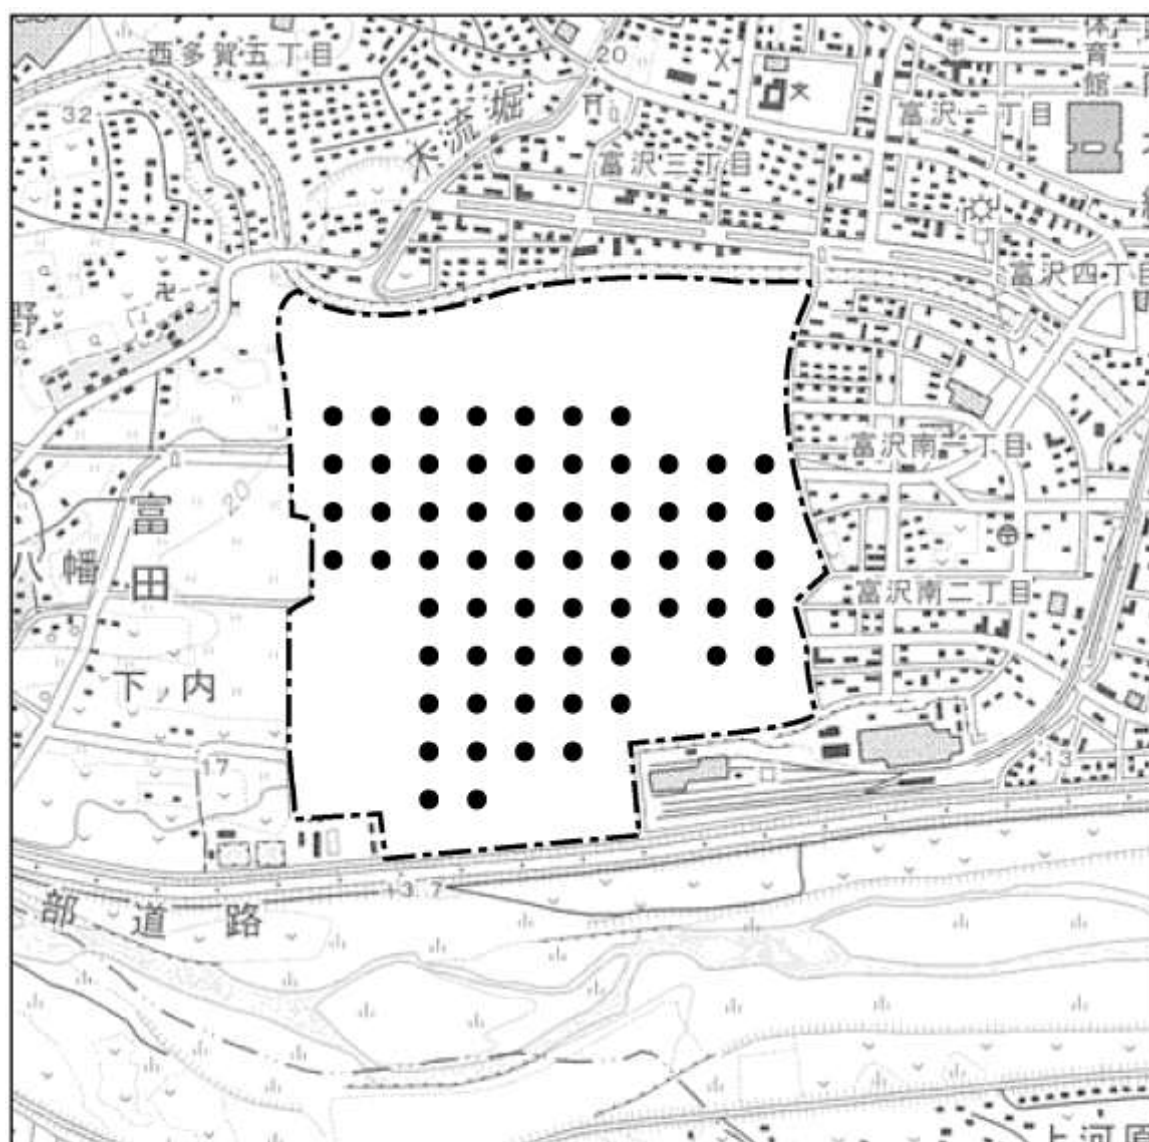 西多賀五丁目
20
体育館
32
木流堀
富沢一丁目
富沢三丁目
富沢四丁目
野
富沢南一丁目
20
富田
八幡
富沢南二丁目
下ノ内
17
13
13.7
部道路
上河原